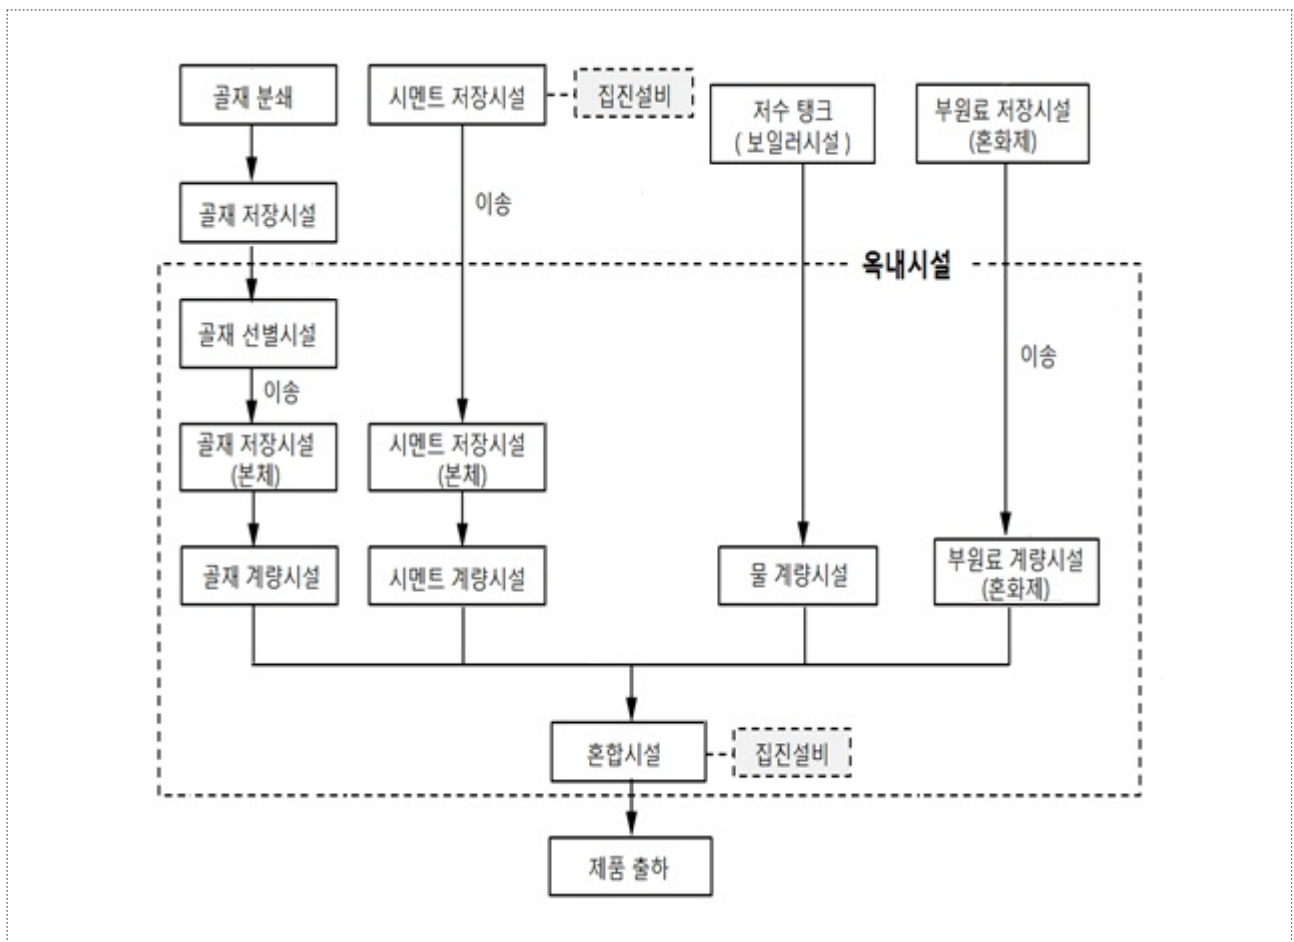 골재 분쇄
시멘트 저장시설
집진설비
저수 탱크
( 보일러시설 )
부원료 저장시설
(혼화제)
골재 저장시설
이송
옥내시설
골재 선별시설
이송
이송
골재 저장시설
(본체)
시멘트 저장시설
(본체)
골재 계량시설
시멘트 계량시설
물 계량시설
부원료 계량시설
(혼화제)
혼합시설
집진설비
제품 출하